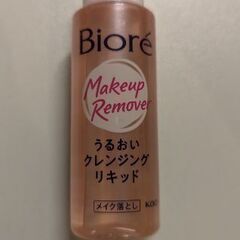 Bioré
Makeup
Remover
うるおい
クレンジング
リキッド
メイク落とし